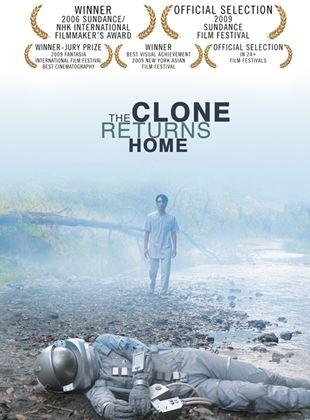 WINNER
2006 SUNDANCE/
NHK INTERNATIONAL
FILMMAKER'S AWARD
OFFICIAL SELECTION
2009
SUNDANCE
FILM FESTIVAL
WINNER-JURY PRIZE
2009 FANTASIA
INTERNATIONAL FILM FESTIVAL
BEST CINEMATOGRAPHY
WINNER
BEST VISUAL ACHIEVEMENT
2009 NEW YORK ASIAN
FILM FESTIVAL
OFFICIAL SELECTION
IN 24+
FILM FESTIVALS
THE CLONE
RETURNS
HOME